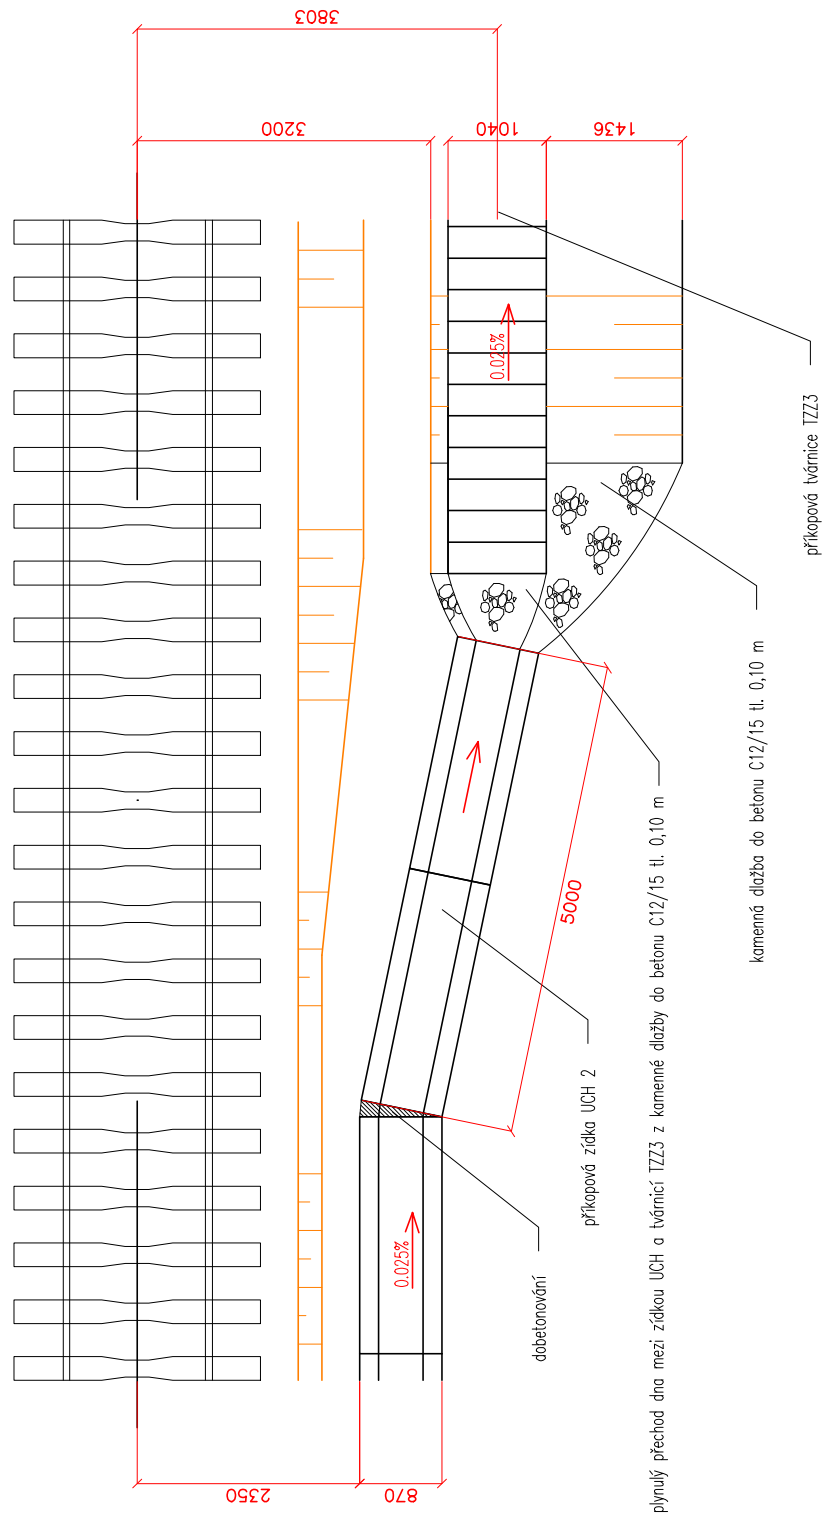 3803
3200
1040
1436
0.025%
příkopová tvárnice TZZ3
kamenná dlažba do betonu C12/15 tl. 0,10 m
plynulý přechod dna mezi zídkou UCH a tvárnicí TZZ3 z kamenné dlažby do betonu C12/15 tl. 0,10 m
5000
příkopová zídka UCH 2
dobetonování
0.025%
2350
870